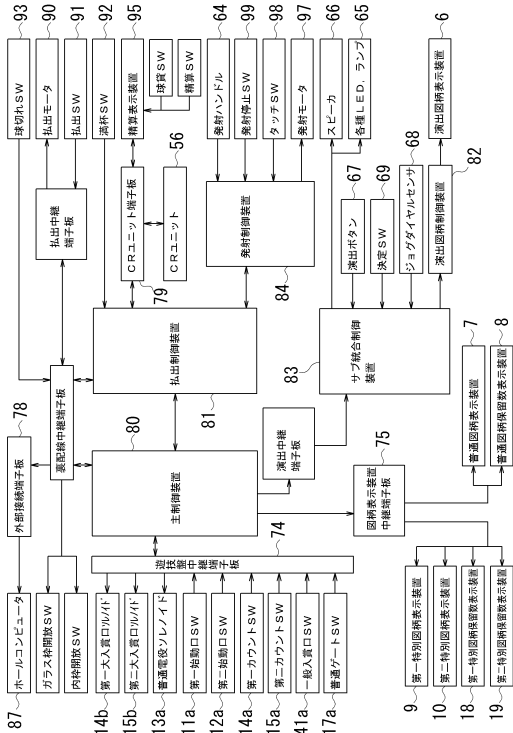 93
球切れSW
90
払出モータ
91
払出SW
92
満杯SW
95
精算表示装置
球貸SW
精算SW
64
発射ハンドル
99
発射停止SW
98
タッチSW
97
発射モータ
66
スピーカ
65
各種LED、ランプ
6
演出図柄表示装置
払出中継
端子板
CRユニット端子板
79
CRユニット
56
発射制御装置
84
67
演出ボタン
69
決定SW
68
ジョグダイヤルセンサ
82
演出図柄制御装置
払出制御装置
81
サブ統合制御
装置
83
7
普通図柄表示装置
8
普通図柄保留数表示装置
78
外部接続端子板
裏配線中継端子板
80
主制御装置
演出中継
端子板
75
図柄表示装置
中継端子板
74
遊技盤中継端子板
87
ホールコンピュータ
ガラス枠開放SW
内枠開放SW
14b
第一大入賞口ソレノイド
15b
第二大入賞口ソレノイド
13a
普通電役ソレノイド
11a
第一始動口SW
12a
第二始動口SW
14a
第一カウントSW
15a
第二カウントSW
41a
一般入賞口SW
17a
普通ゲートSW
9
第一特別図柄表示装置
10
第二特別図柄表示装置
18
第一特別図柄保留数表示装置
19
第二特別図柄保留数表示装置